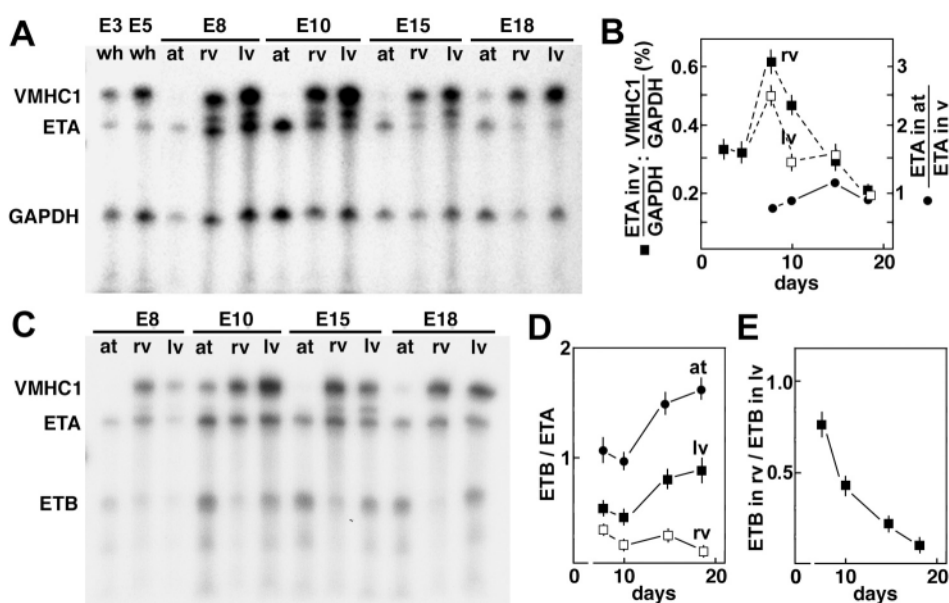 A
E3 E5 E8 E10 E15 E18
wh wh at rv lv at rv lv at rv lv at rv lv
VMHC1
ETA
GAPDH
B
ETA in v : VMHC1 (%)
GAPDH GAPDH
0.6
0.4
0.2
rv
lv
3
2
1
ETA in at
ETA in v
0 10 20
days
C
E8 E10 E15 E18
at rv lv at rv lv at rv lv at rv lv
VMHC1
ETA
ETB
D
ETB / ETA
2
1
0
at
lv
rv
0 10 20
days
E
ETB in rv / ETB in lv
1.0
0.5
0 10 20
days